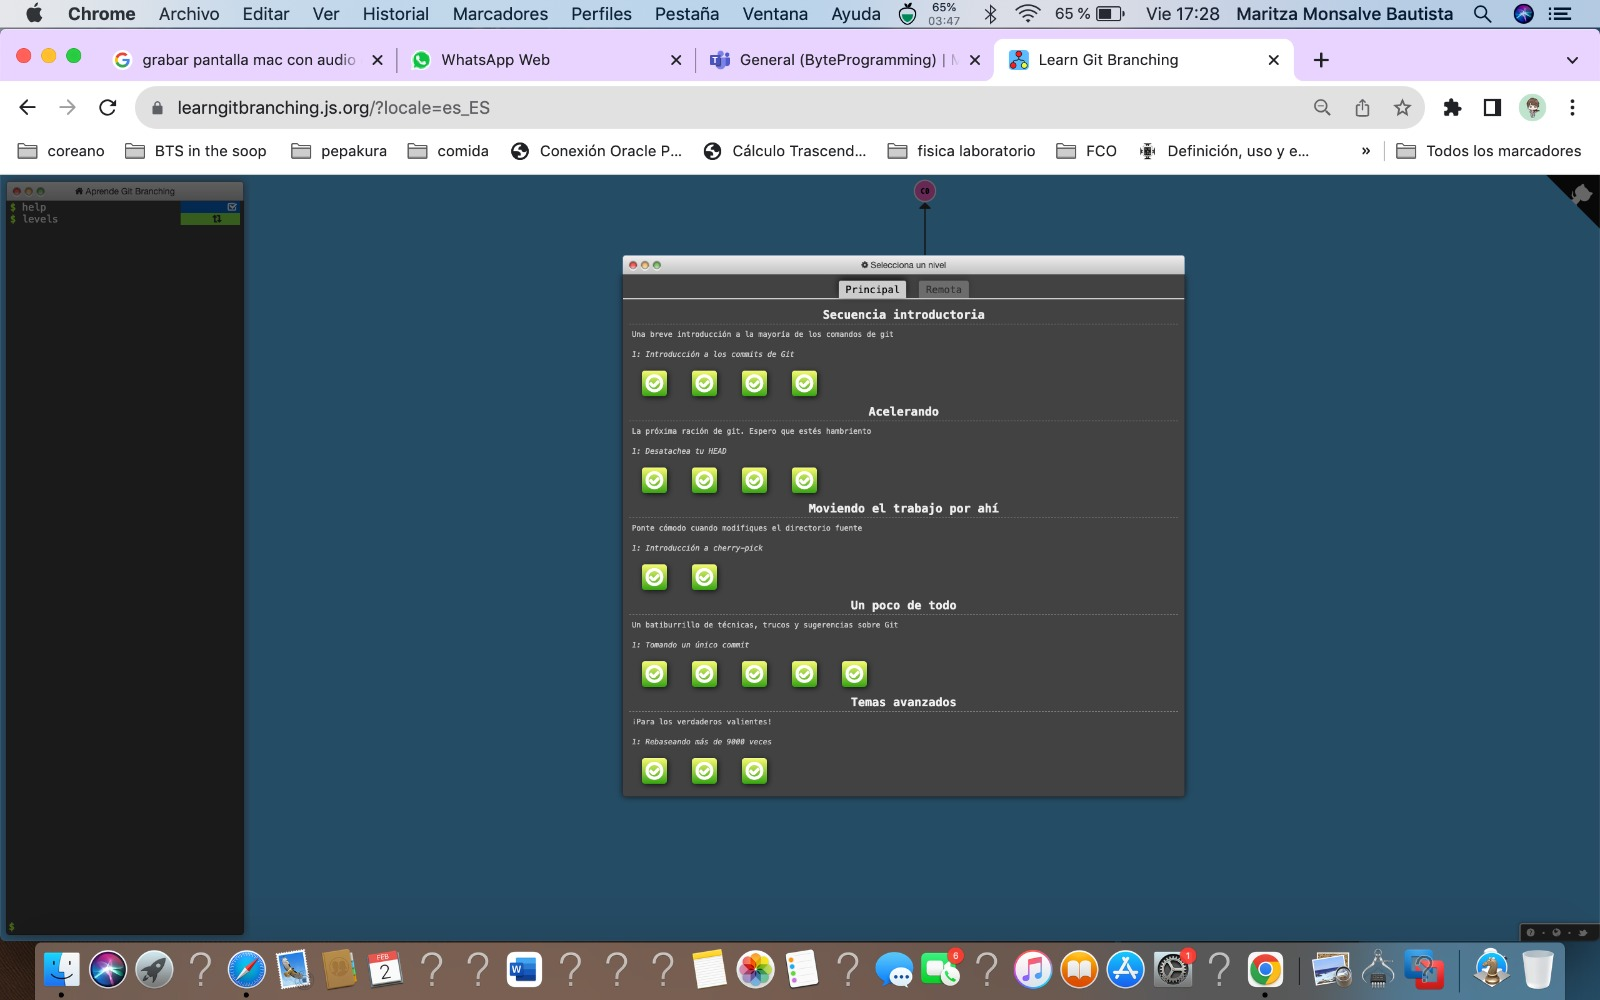 Chrome Archivo Editar Ver Historial Marcadores Perfiles Pestaña Ventana Ayuda 65% 03:47 65 % Vie 17:28 Maritza Monsalve Bautista
grabar pantalla mac con audio WhatsApp Web General (ByteProgramming) | M Learn Git Branching
learngitbranching.js.org/?locale=es_ES
coreano BTS in the soop pepakura comida Conexión Oracle P... Cálculo Trascend... fisica laboratorio FCO Definición, uso y e... » Todos los marcadores
Aprende Git Branching
$ help
$ levels
$
C0
Selecciona un nivel
Principal Remota
Secuencia introductoria
Una breve introducción a la mayoría de los comandos de git
1: Introducción a los commits de Git
Acelerando
La próxima ración de git. Espero que estés hambriento
1: Desatachea tu HEAD
Moviendo el trabajo por ahí
Ponte cómodo cuando modifiques el directorio fuente
1: Introducción a cherry-pick
Un poco de todo
Un batiburrillo de técnicas, trucos y sugerencias sobre Git
1: Tomando un único commit
Temas avanzados
¡Para los verdaderos valientes!
1: Rebaseando más de 9000 veces
FEB
2
W
6
1